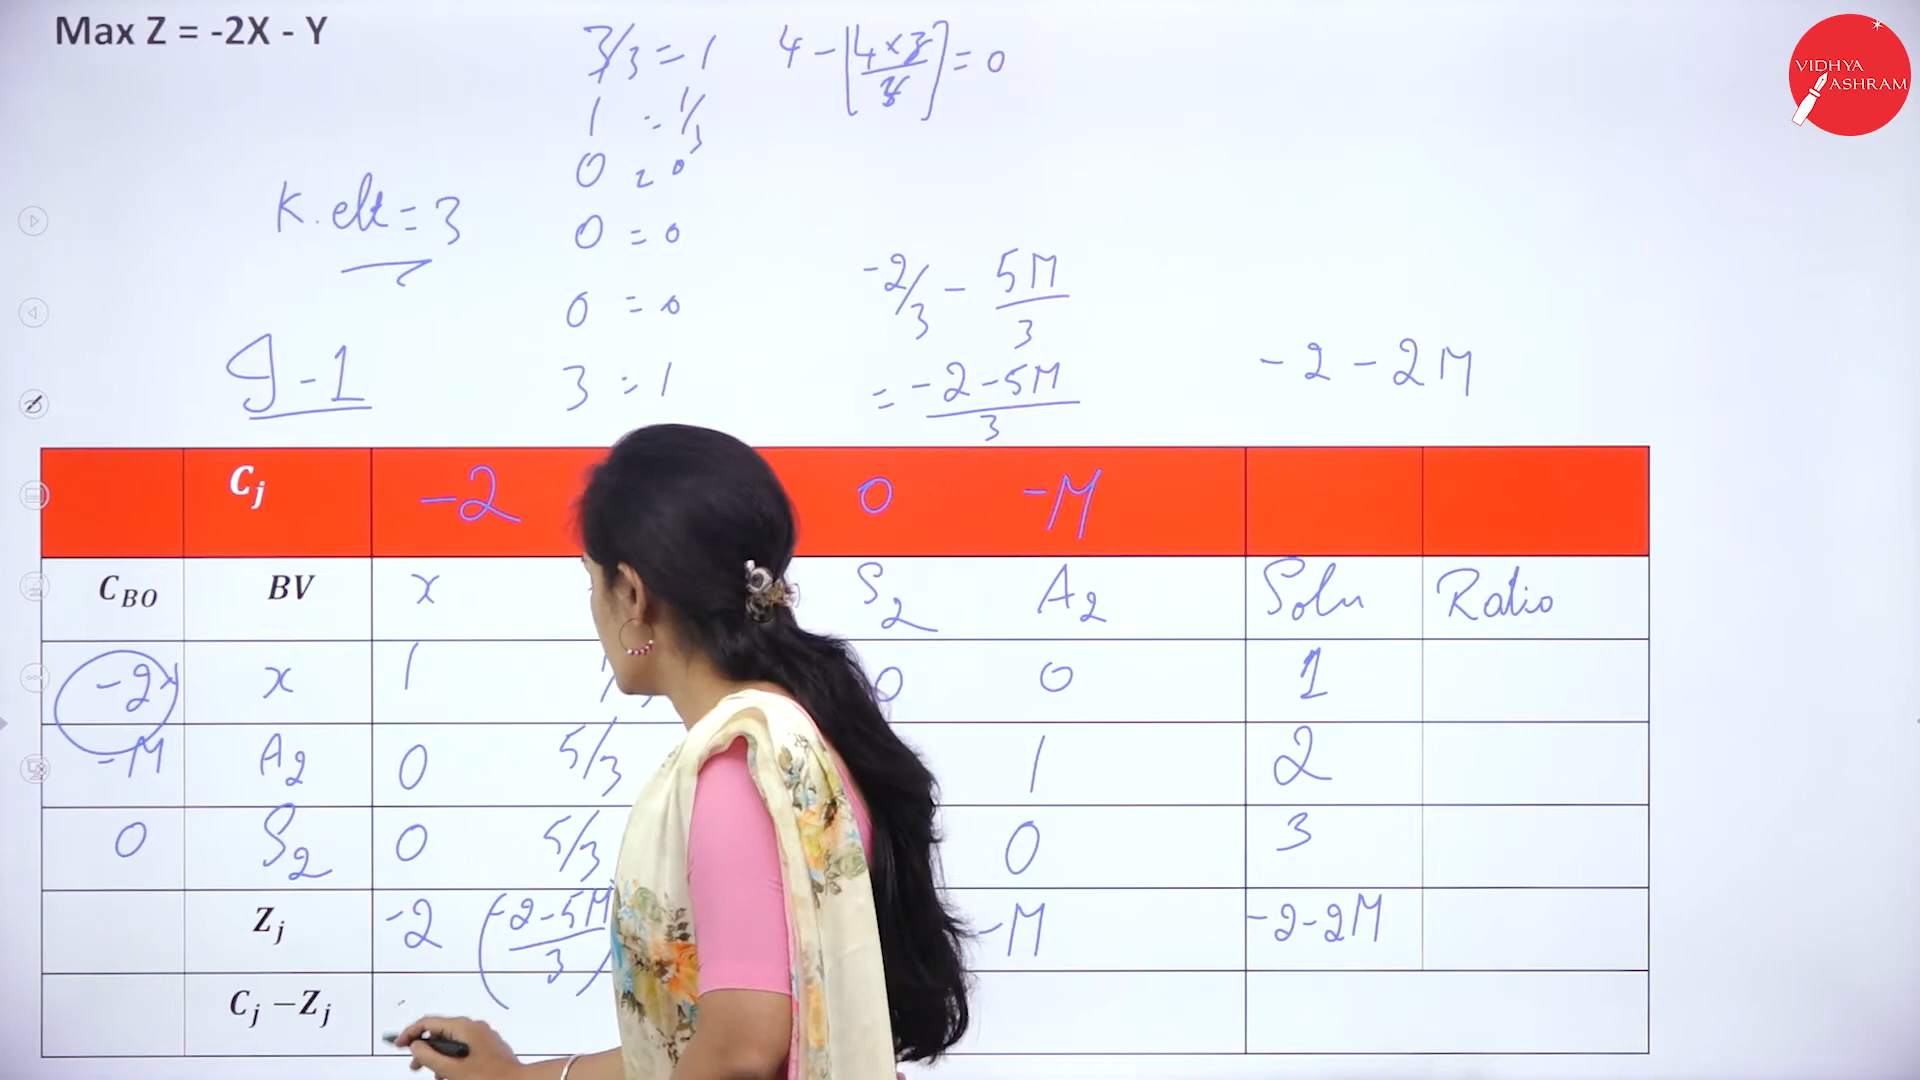 Max Z = -2X - Y
3/3 = 1
4 - [4 × 3 / 3] = 0
1 = 1/3
0 = 0
K.elt = 3
0 = 0
0 = 0
-2/3 - 5M/3
I-1
3 = 1
= -2-5M/3
-2 - 2M
VIDHYA
ASHRAM
Cj -2 0 -M
CBO BV x S2 A2 Soln Ratio
-2 x 1 0 0 1
-M A2 0 5/3 1 2
0 S2 0 5/3 0 3
Zj -2 (-2-5M/3) -M -2-2M
Cj -Zj